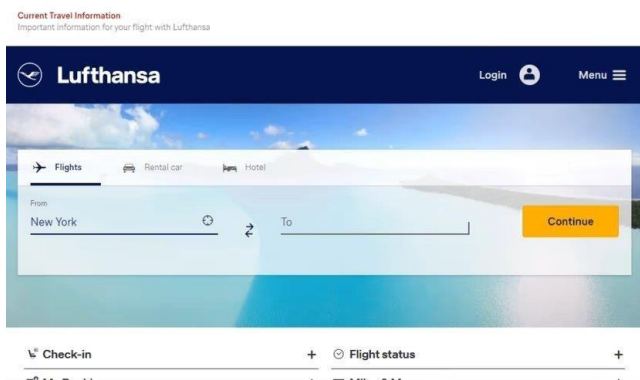 Current Travel Information
Important information for your flight with Lufthansa
Lufthansa
Login
Menu
Flights
Rental car
Hotel
From
New York
To
Continue
Check-in
Flight status